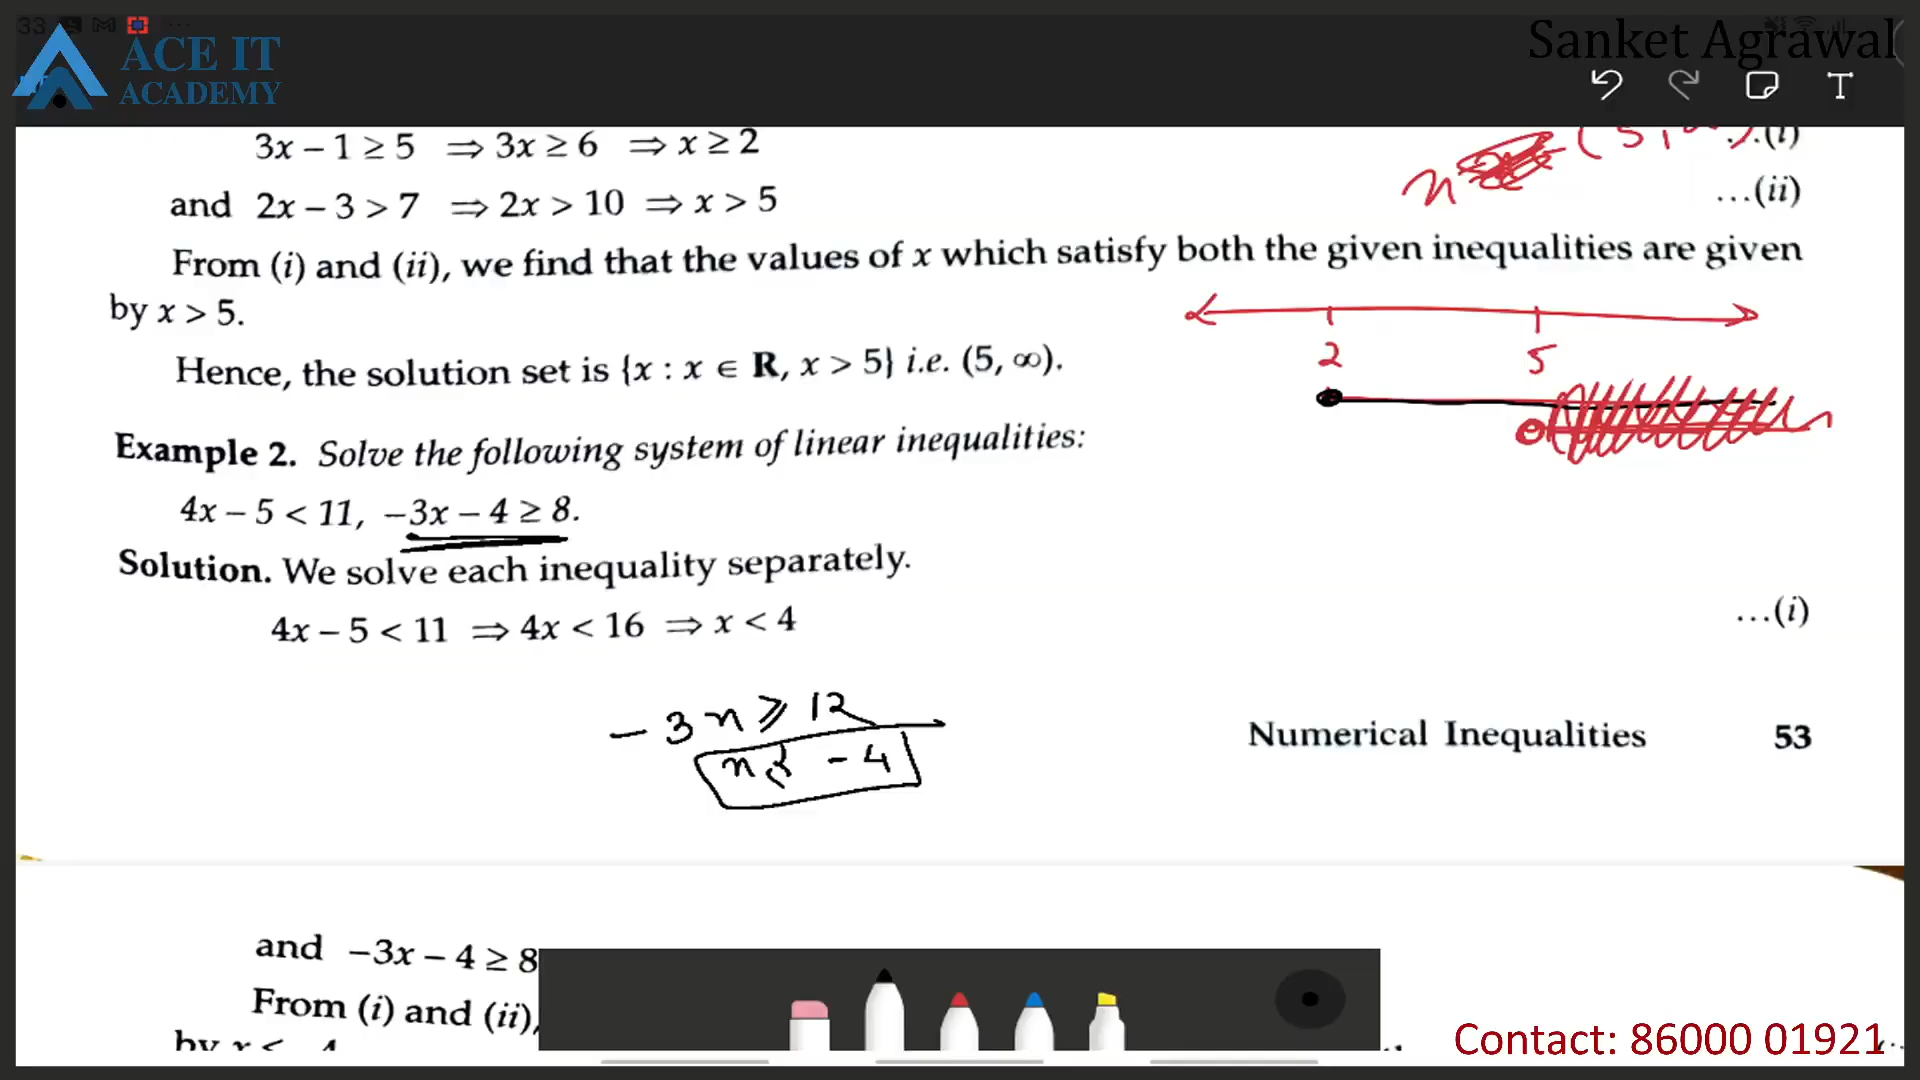 33
ACE IT
ACADEMY
Sanket Agrawal
T
3x – 1 ≥ 5 ⇒ 3x ≥ 6 ⇒ x ≥ 2 ...(i)
and 2x – 3 > 7 ⇒ 2x > 10 ⇒ x > 5 ...(ii)
From (i) and (ii), we find that the values of x which satisfy both the given inequalities are given
by x > 5.
2 5
Hence, the solution set is {x : x ∈ R, x > 5} i.e. (5, ∞).
Example 2. Solve the following system of linear inequalities:
4x – 5 < 11, –3x – 4 ≥ 8.
Solution. We solve each inequality separately.
4x – 5 < 11 ⇒ 4x < 16 ⇒ x < 4 ...(i)
– 3x ≥ 12
x ≤ – 4
Numerical Inequalities 53
and –3x – 4 ≥ 8
From (i) and (ii),
Contact: 86000 01921